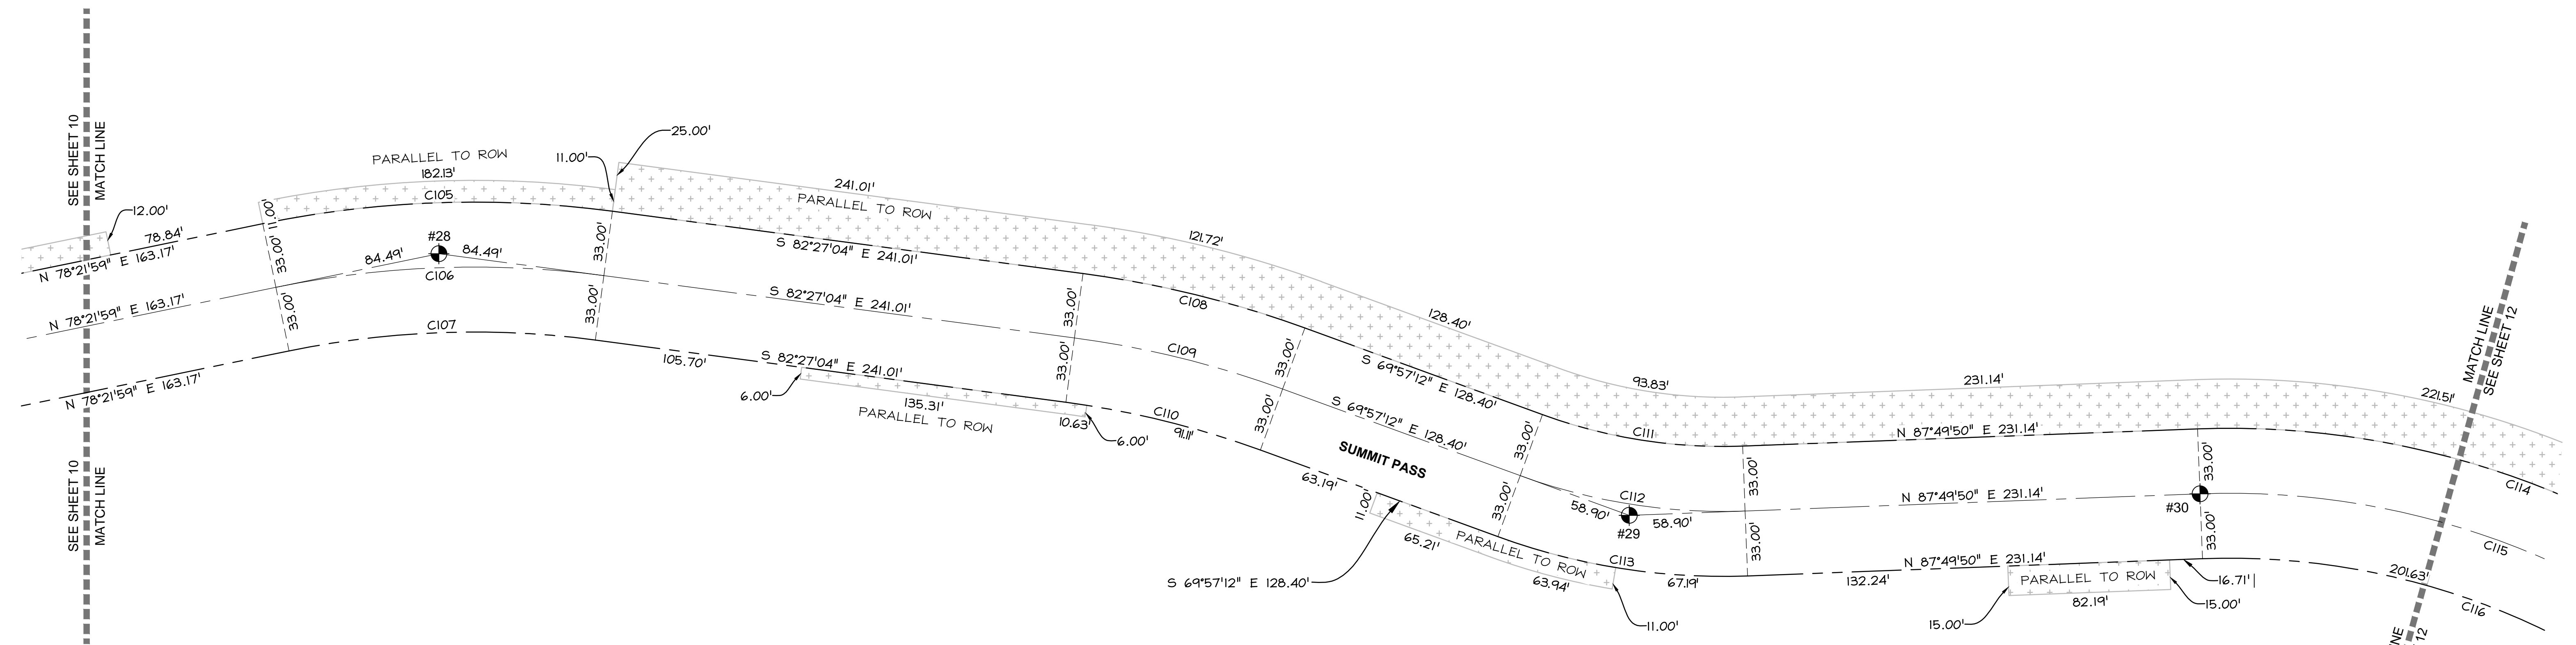 SEE SHEET 10
MATCH LINE
12.00'
78.84'
N 78°21'59" E 163.17'
N 78°21'59" E 163.17'
N 78°21'59" E 163.17'
SEE SHEET 10
MATCH LINE
PARALLEL TO ROW
182.13'
C105
11.00'
33.00'
33.00'
84.49'
#28
84.49'
C106
C107
11.00'
25.00'
33.00'
33.00'
241.01'
PARALLEL TO ROW
S 82°27'04" E 241.01'
S 82°27'04" E 241.01'
S 82°27'04" E 241.01'
105.70'
6.00'
135.31'
PARALLEL TO ROW
10.63'
6.00'
33.00'
33.00'
121.72'
C108
C109
C110
91.11'
33.00'
33.00'
128.40'
S 69°57'12" E 128.40'
S 69°57'12" E 128.40'
SUMMIT PASS
63.19'
11.00'
65.21'
S 69°57'12" E 128.40'
PARALLEL TO ROW
63.94'
11.00'
33.00'
33.00'
93.83'
C111
C112
58.90'
#29
58.90'
C113
67.19'
33.00'
33.00'
231.14'
N 87°49'50" E 231.14'
N 87°49'50" E 231.14'
N 87°49'50" E 231.14'
132.24'
PARALLEL TO ROW
15.00'
82.19'
15.00'
16.71'
#30
33.00'
33.00'
221.51'
C114
C115
201.63'
C116
MATCH LINE
SEE SHEET 12
NE
12